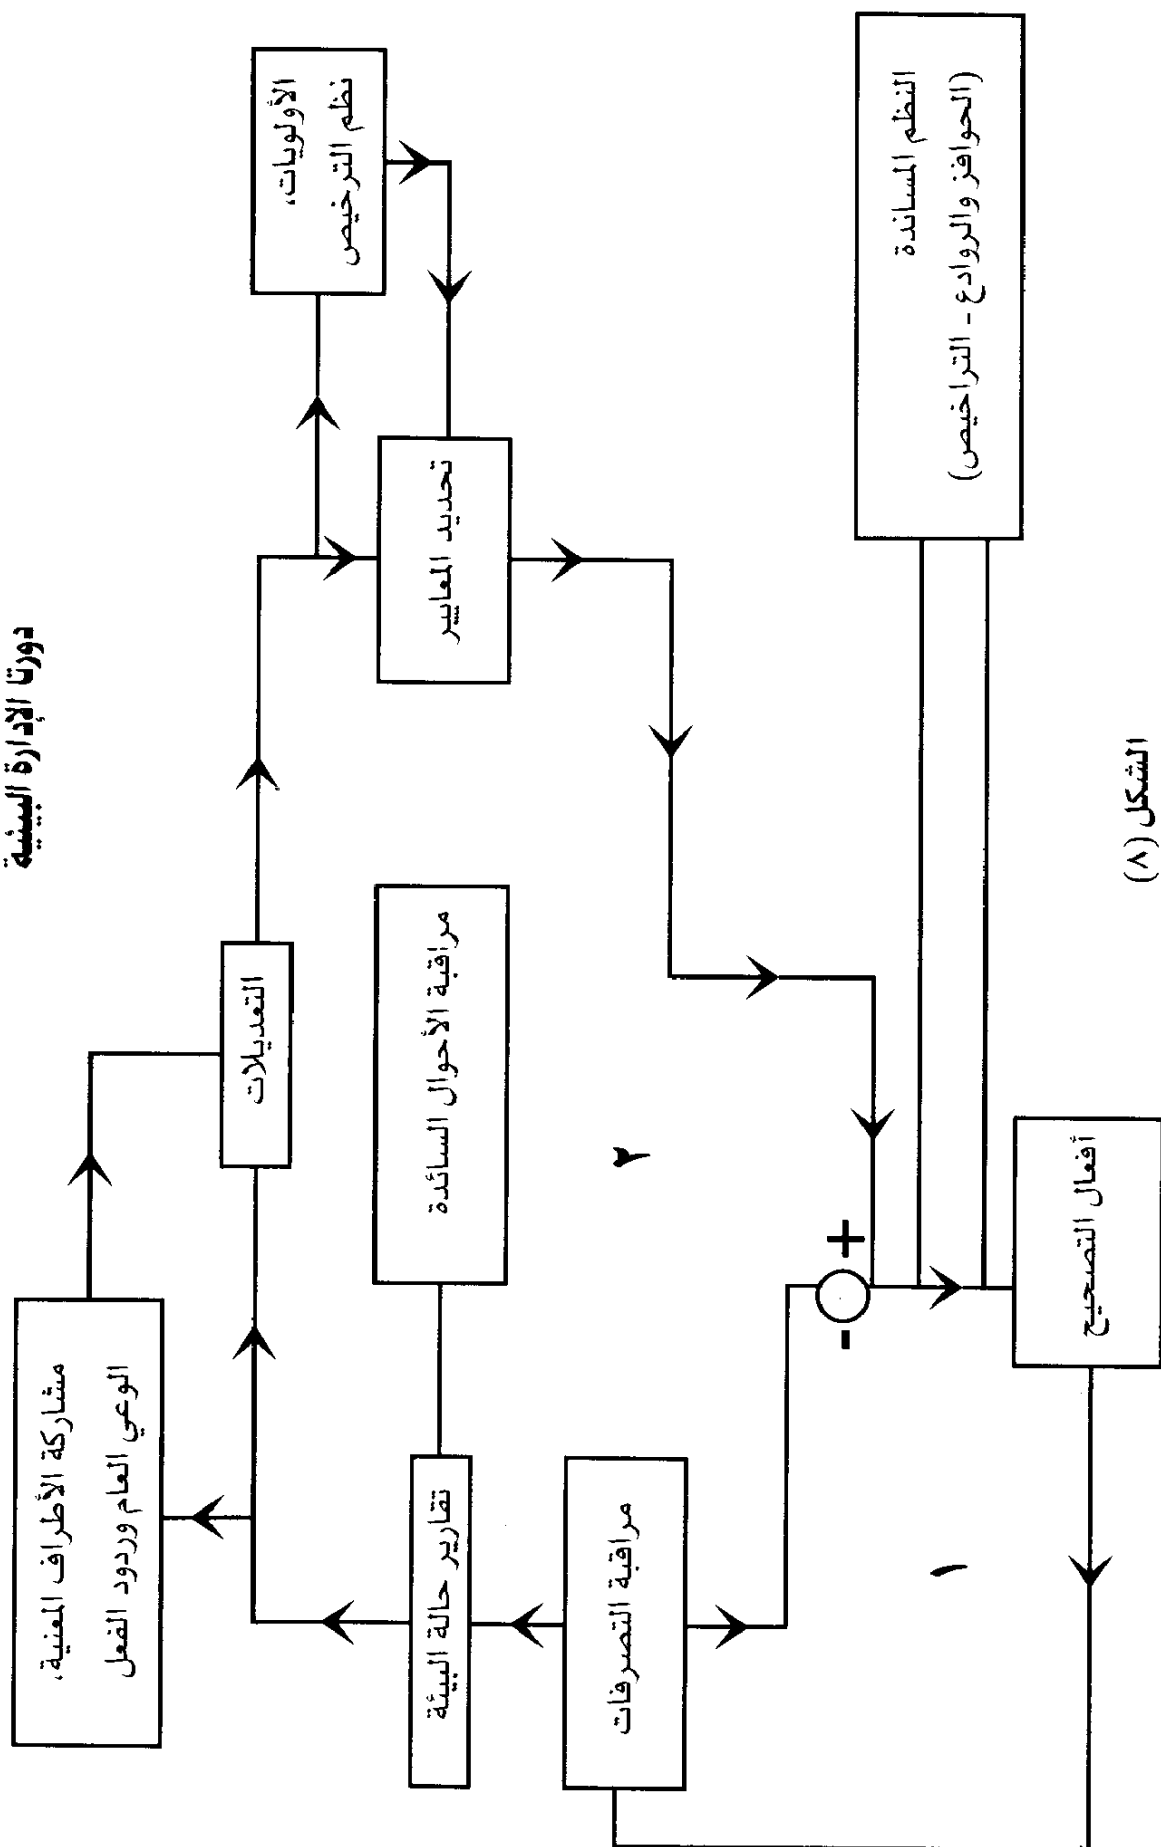 دورتا الإدارة البيئية
مشاركة الأطراف المعنية،
الوعي العام وردود الفعل
التعديلات
الأولويات،
نظم الترخيص
تحديد المعايير
مراقبة الأحوال السائدة
تقارير حالة البيئة
مراقبة التصرفات
٢
+
-
١
النظم المساندة
(الحوافز والروادع - التراخيص)
أفعال التصحيح
الشكل (٨)